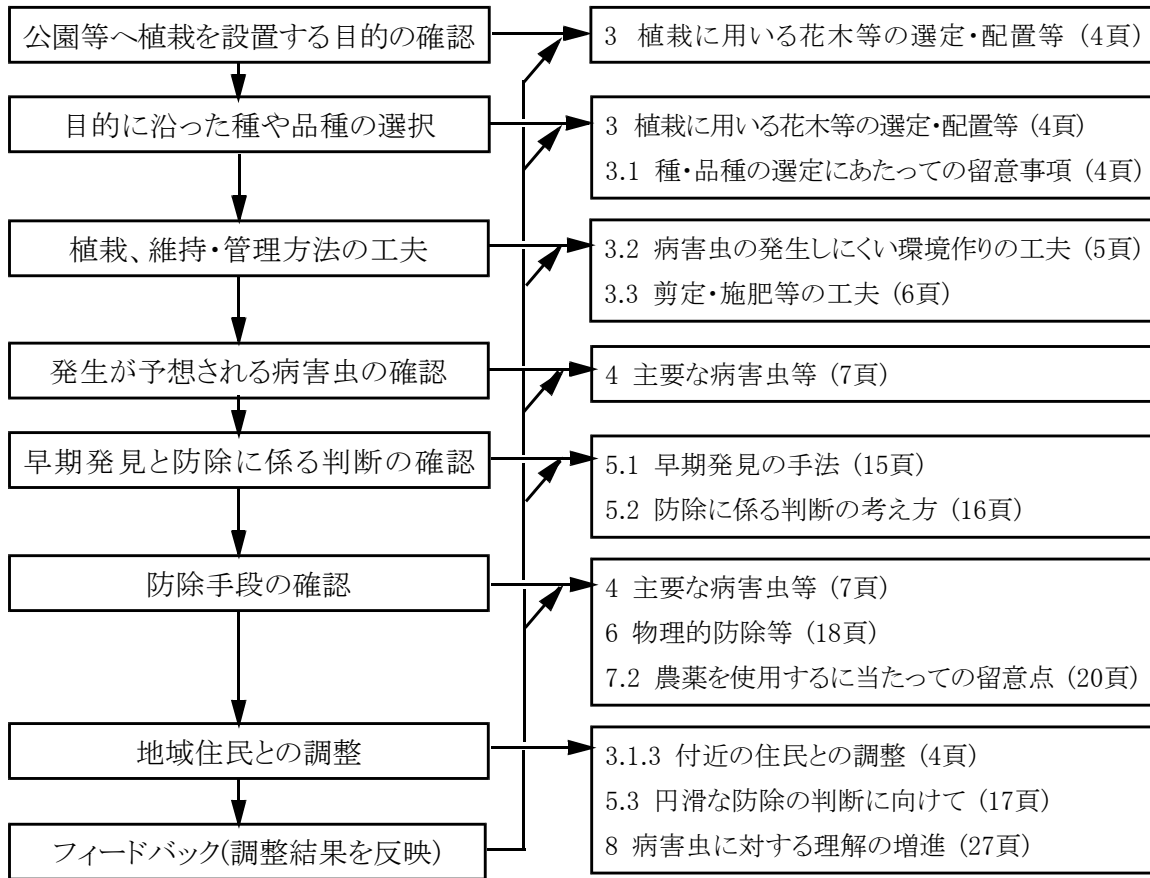 公園等へ植栽を設置する目的の確認
3 植栽に用いる花木等の選定・配置等 (4頁)
目的に沿った種や品種の選択
3 植栽に用いる花木等の選定・配置等 (4頁)
3.1 種・品種の選定にあたっての留意事項 (4頁)
植栽、維持・管理方法の工夫
3.2 病害虫の発生しにくい環境作りの工夫 (5頁)
3.3 剪定・施肥等の工夫 (6頁)
発生が予想される病害虫の確認
4 主要な病害虫等 (7頁)
早期発見と防除に係る判断の確認
5.1 早期発見の手法 (15頁)
5.2 防除に係る判断の考え方 (16頁)
防除手段の確認
4 主要な病害虫等 (7頁)
6 物理的防除等 (18頁)
7.2 農薬を使用するに当たっての留意点 (20頁)
地域住民との調整
3.1.3 付近の住民との調整 (4頁)
5.3 円滑な防除の判断に向けて (17頁)
8 病害虫に対する理解の増進 (27頁)
フィードバック(調整結果を反映)